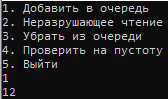 1. Добавить в очередь
2. Неразрушающее чтение
3. Убрать из очереди
4. Проверить на пустоту
5. Выйти
1
12